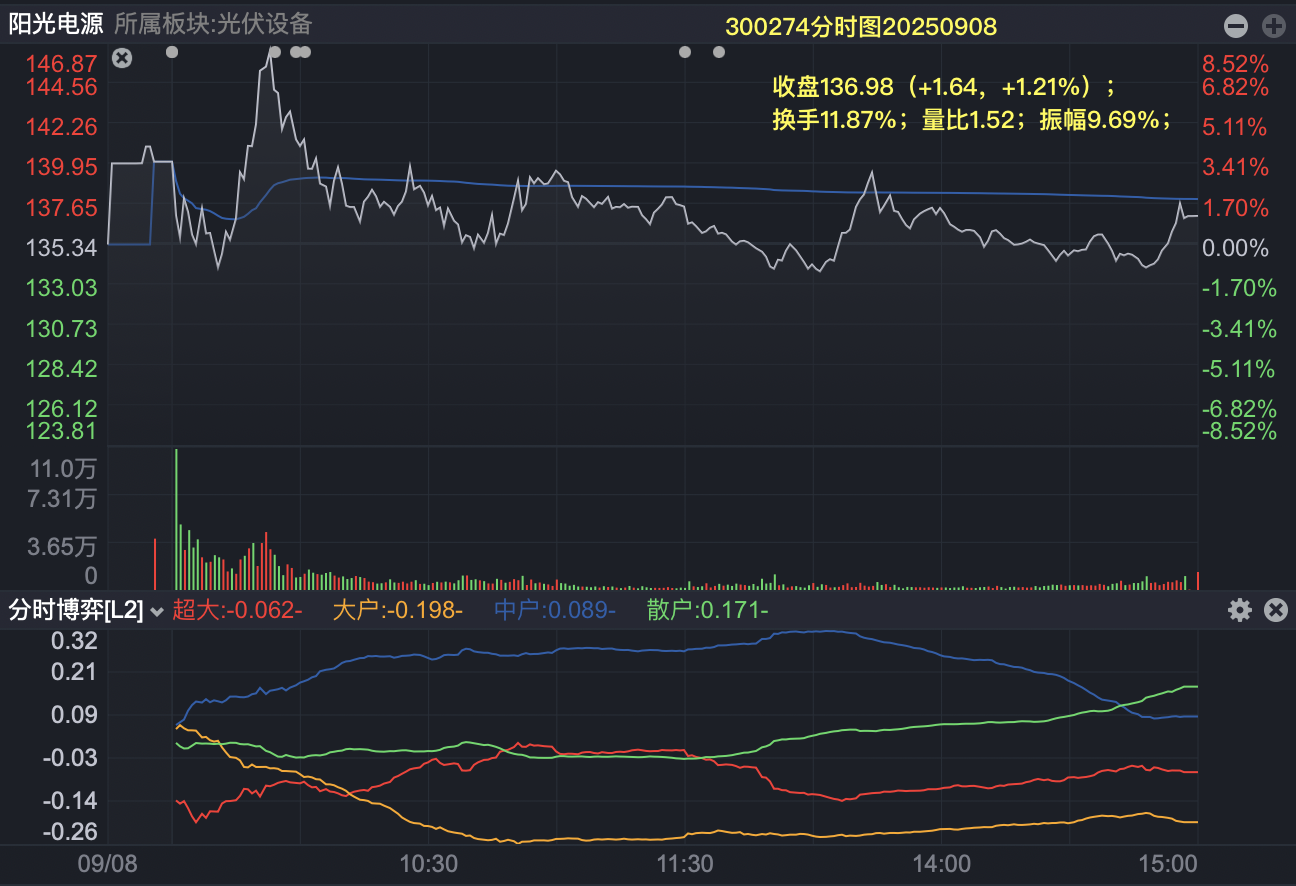 阳光电源 所属板块:光伏设备 300274分时图20250908
146.87 8.52%
144.56 收盘136.98（+1.64，+1.21%）； 6.82%
142.26 换手11.87%；量比1.52；振幅9.69%； 5.11%
139.95 3.41%
137.65 1.70%
135.34 0.00%
133.03 -1.70%
130.73 -3.41%
128.42 -5.11%
126.12 -6.82%
123.81 -8.52%
11.0万
7.31万
3.65万
0
分时博弈[L2] 超大:-0.062- 大户:-0.198- 中户:0.089- 散户:0.171-
0.32
0.21
0.09
-0.03
-0.14
-0.26
09/08 10:30 11:30 14:00 15:00